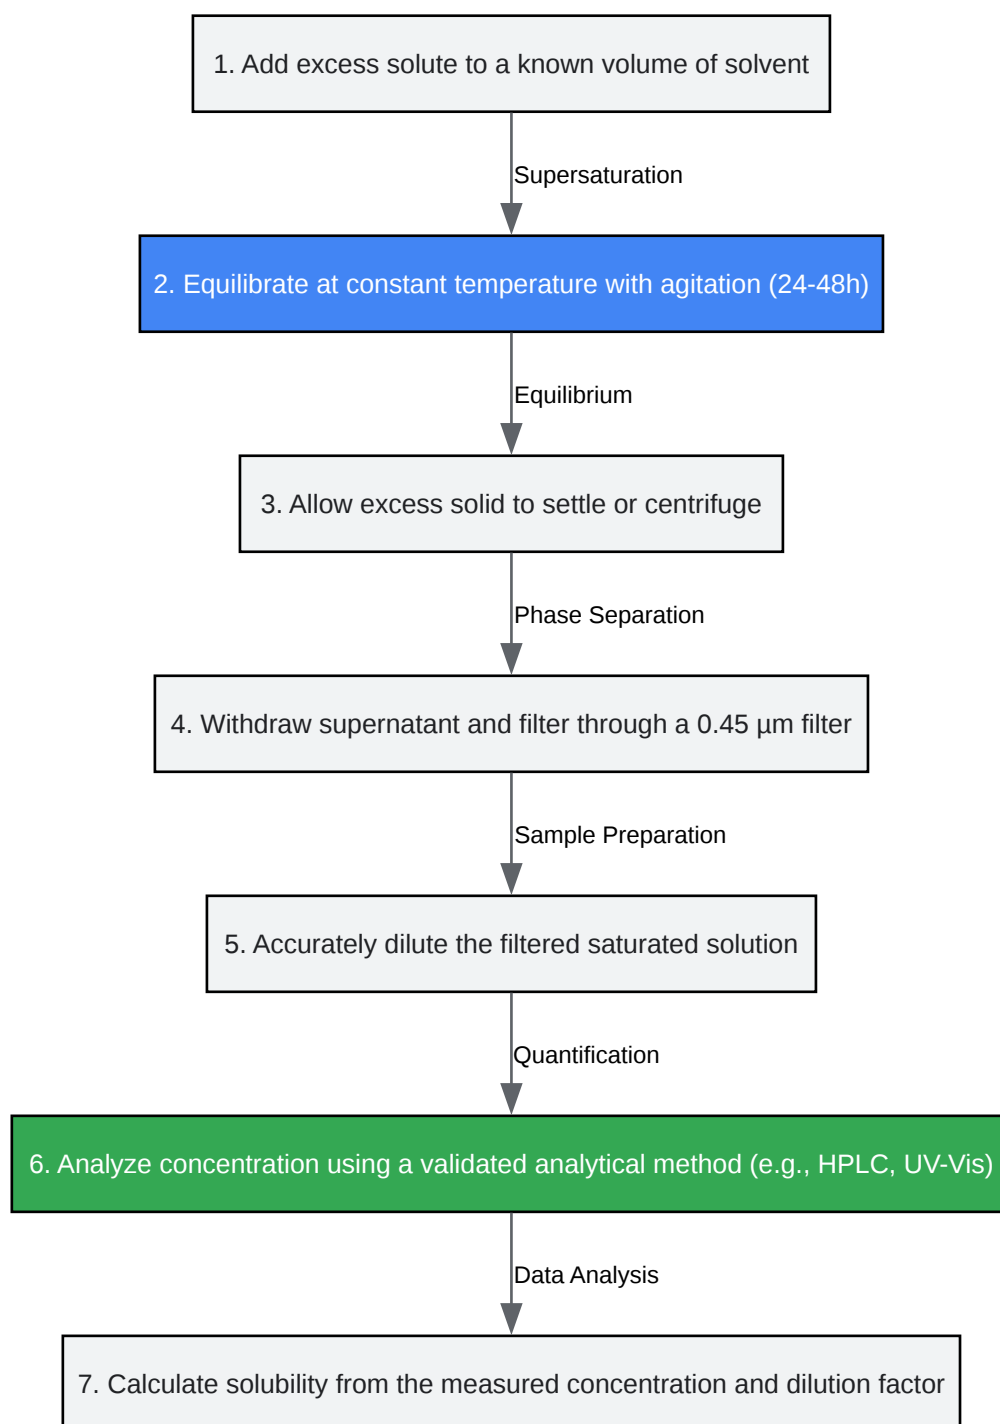 1. Add excess solute to a known volume of solvent
Supersaturation
2. Equilibrate at constant temperature with agitation (24-48h)
Equilibrium
3. Allow excess solid to settle or centrifuge
Phase Separation
4. Withdraw supernatant and filter through a 0.45 µm filter
Sample Preparation
5. Accurately dilute the filtered saturated solution
Quantification
6. Analyze concentration using a validated analytical method (e.g., HPLC, UV-Vis)
Data Analysis
7. Calculate solubility from the measured concentration and dilution factor